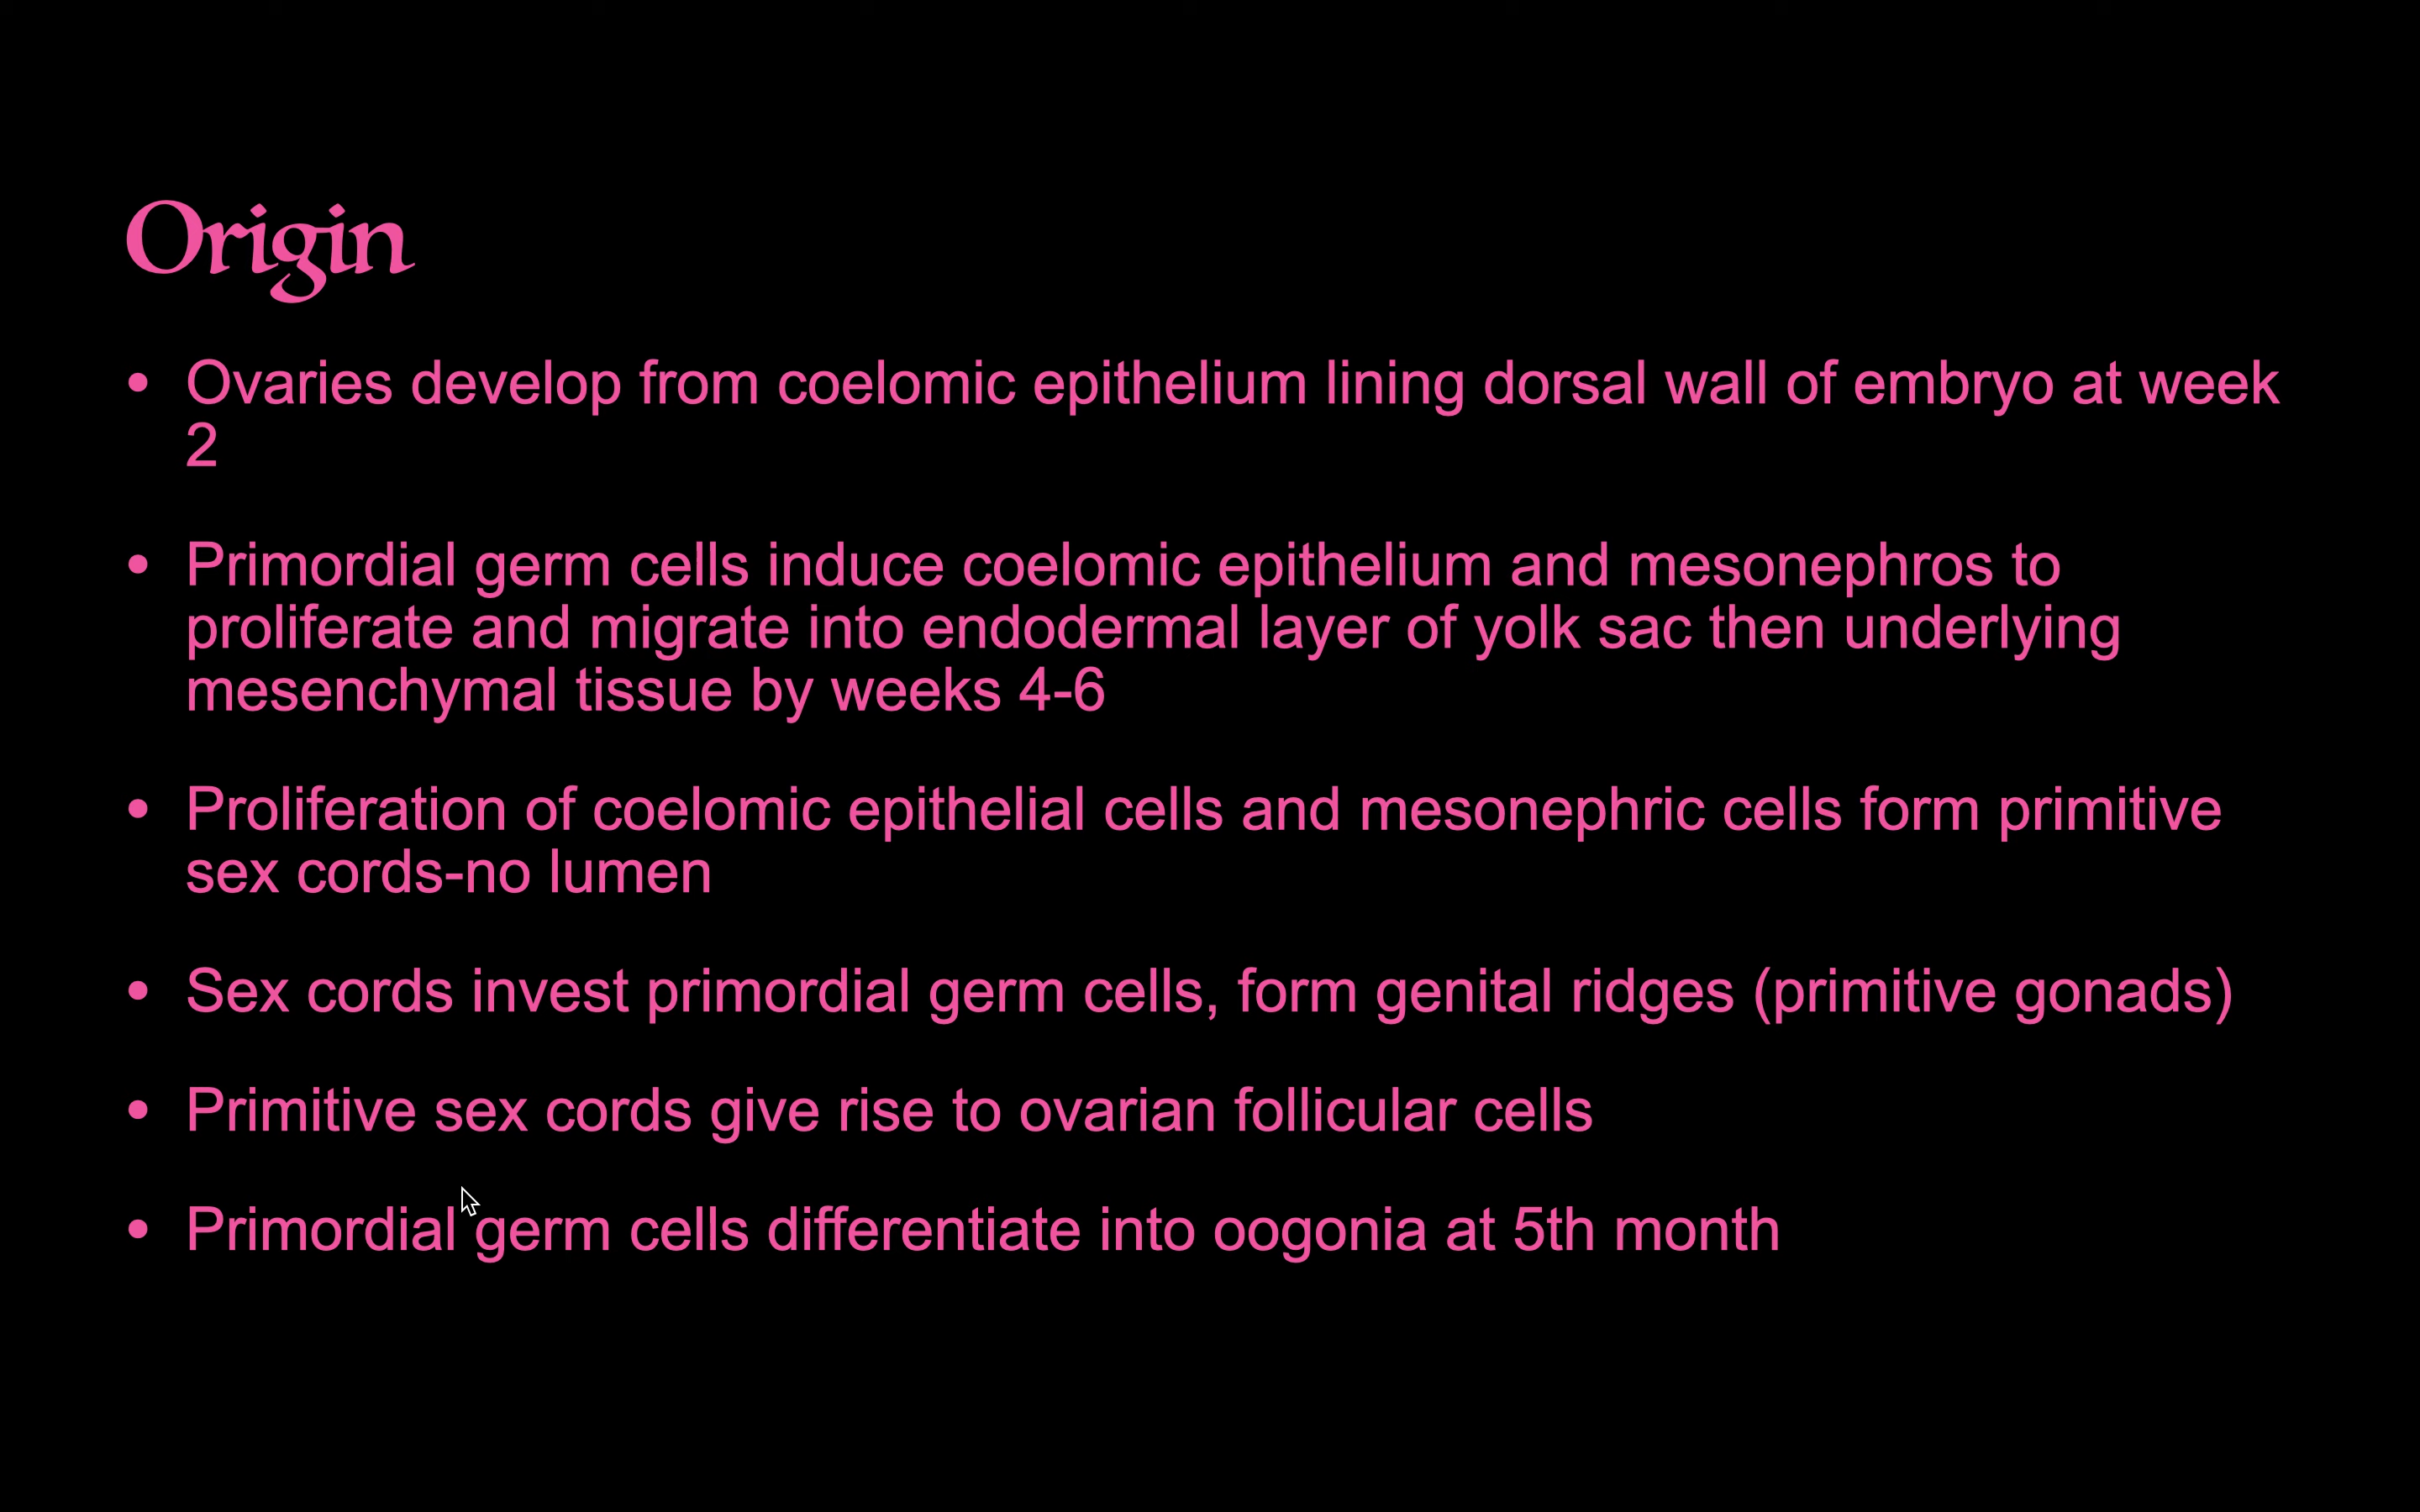 Origin
• Ovaries develop from coelomic epithelium lining dorsal wall of embryo at week
2
• Primordial germ cells induce coelomic epithelium and mesonephros to
proliferate and migrate into endodermal layer of yolk sac then underlying
mesenchymal tissue by weeks 4-6
• Proliferation of coelomic epithelial cells and mesonephric cells form primitive
sex cords-no lumen
• Sex cords invest primordial germ cells, form genital ridges (primitive gonads)
• Primitive sex cords give rise to ovarian follicular cells
• Primordial germ cells differentiate into oogonia at 5th month